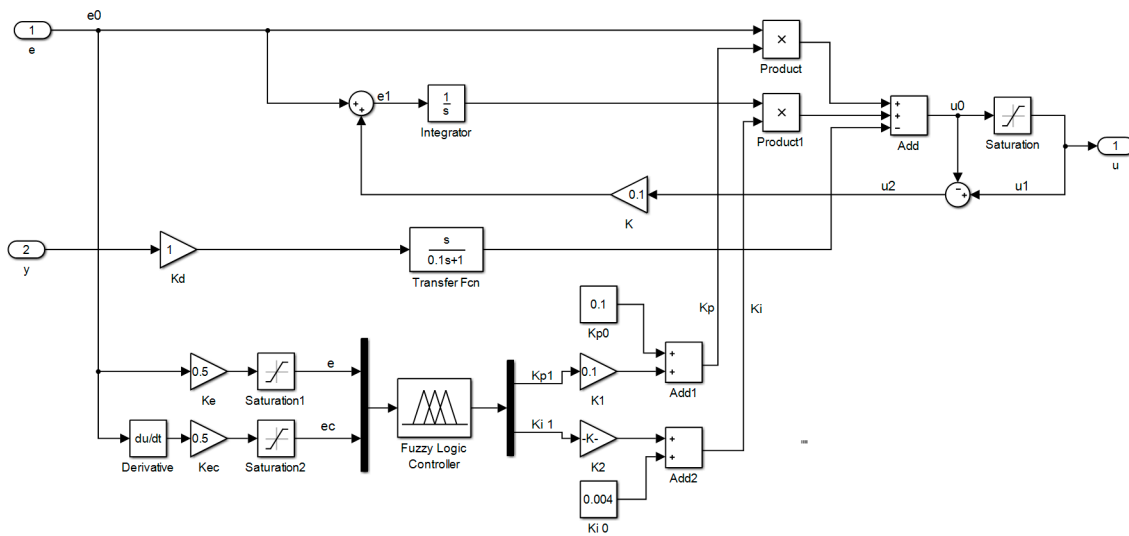 e0
1
e
×
Product
e1
+
+
1
s
Integrator
×
Product1
+
+
−
Add
u0
Saturation
1
u
0.1
K
u2
−
+
u1
2
y
1
Kd
s
0.1s+1
Transfer Fcn
0.1
Kp0
Kp
Ki
0.5
Ke
Saturation1
e
Kp1
0.1
K1
+
+
Add1
du/dt
Derivative
0.5
Kec
Saturation2
ec
Fuzzy Logic
Controller
Ki 1
-K-
K2
+
+
Add2
0.004
Ki 0